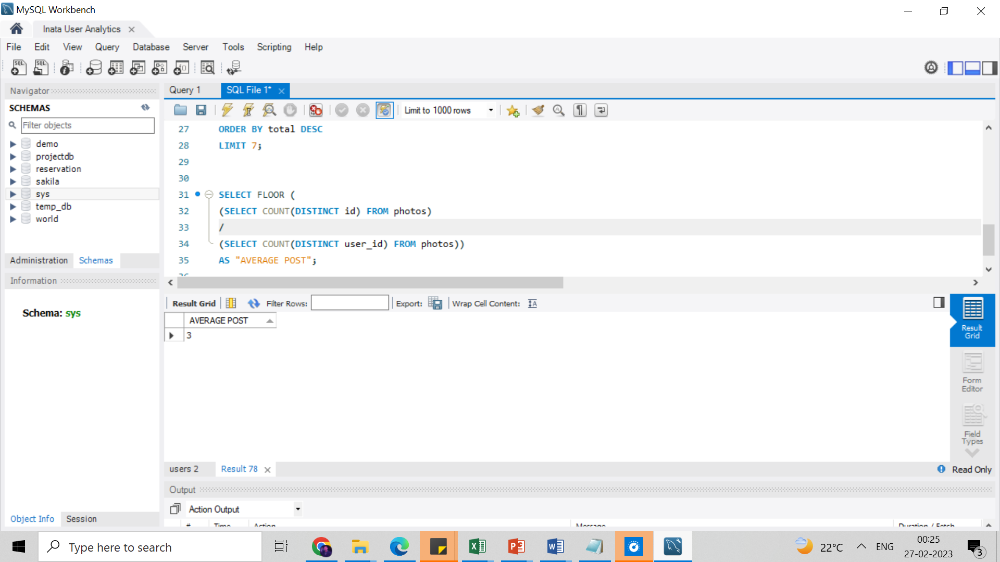 MySQL Workbench
Inata User Analytics
File Edit View Query Database Server Tools Scripting Help
Navigator
SCHEMAS
Filter objects
demo
projectdb
reservation
sakila
sys
temp_db
world
Administration Schemas
Information
Schema: sys
Object Info Session
Query 1 SQL File 1*
Limit to 1000 rows
27 ORDER BY total DESC
28 LIMIT 7;
29
30
31 SELECT FLOOR (
32 (SELECT COUNT(DISTINCT id) FROM photos)
33 /
34 (SELECT COUNT(DISTINCT user_id) FROM photos))
35 AS "AVERAGE POST";
36
Result Grid Filter Rows: Export: Wrap Cell Content:
AVERAGE POST
3
Result
Grid
Form
Editor
Field
Types
users 2 Result 78 Read Only
Output
Action Output
# Time Action Message Duration / Fetch
Type here to search
22°C ENG
00:25
27-02-2023
3